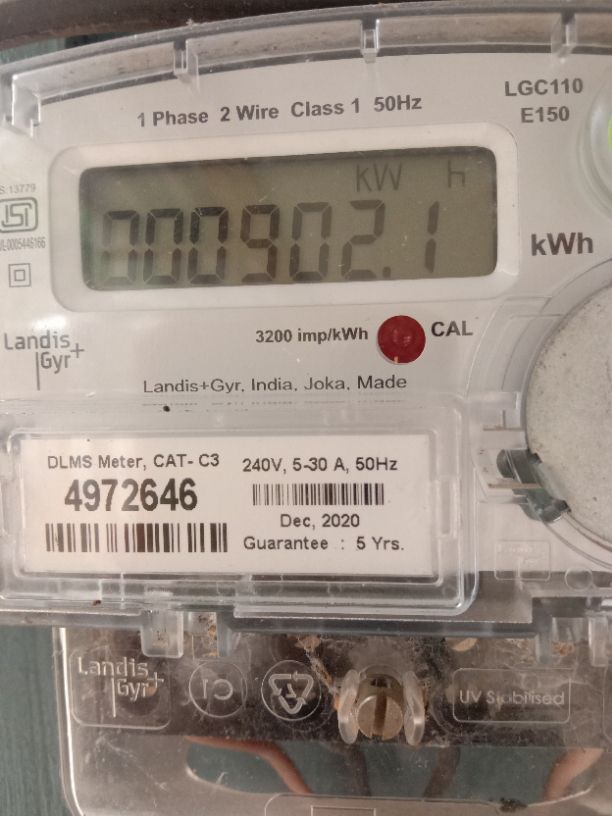 LGC110
E150
1 Phase 2 Wire Class 1 50Hz
S:13779
ISI
kW h
000902.1
kWh
3200 imp/kWh
CAL
Landis
Gyr+
Landis+Gyr, India, Joka, Made
DLMS Meter, CAT- C3
4972646
240V, 5-30 A, 50Hz
Dec, 2020
Guarantee : 5 Yrs.
Landis
Gyr+
UV Stabilised